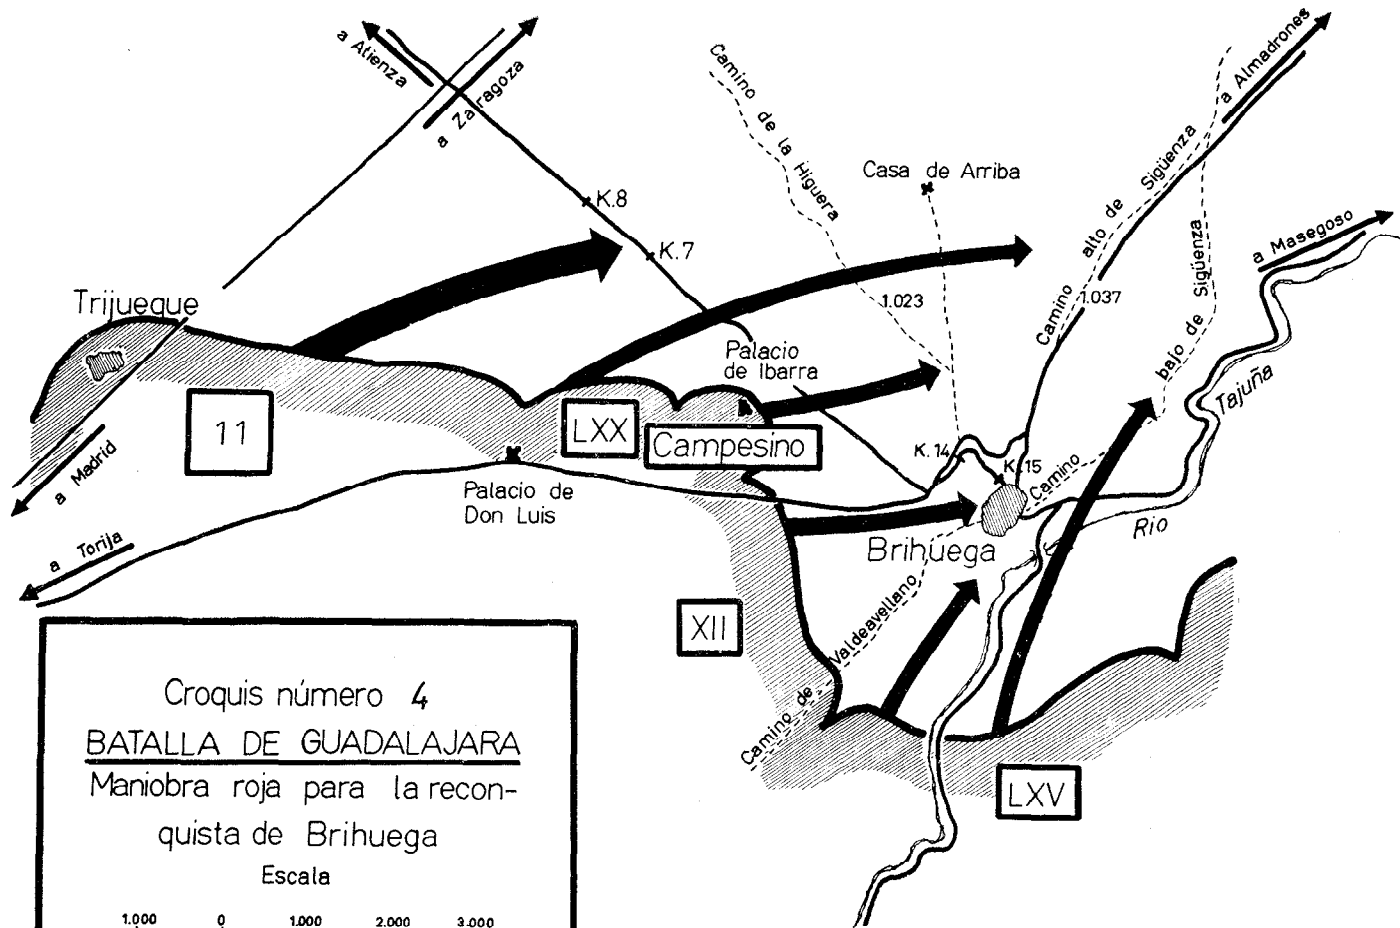 a Atienza
a Zaragoza
Camino de la Higuera
a Almadrones
Casa de Arriba
Camino alto de Sigüenza
K.8
K.7
a Masegoso
Trijueque
1.023
1.037
bajo de Sigüenza
Palacio
de Ibarra
Tajuña
11
LXX
Campesino
K. 14
K. 15
Camino
a Madrid
Palacio de
Don Luis
Rio
a Torija
Brihuega
XII
Camino de Valdeavellano
LXV
Croquis número 4
BATALLA DE GUADALAJARA
Maniobra roja para la recon-
quista de Brihuega
Escala
1.000 0 1.000 2.000 3.000